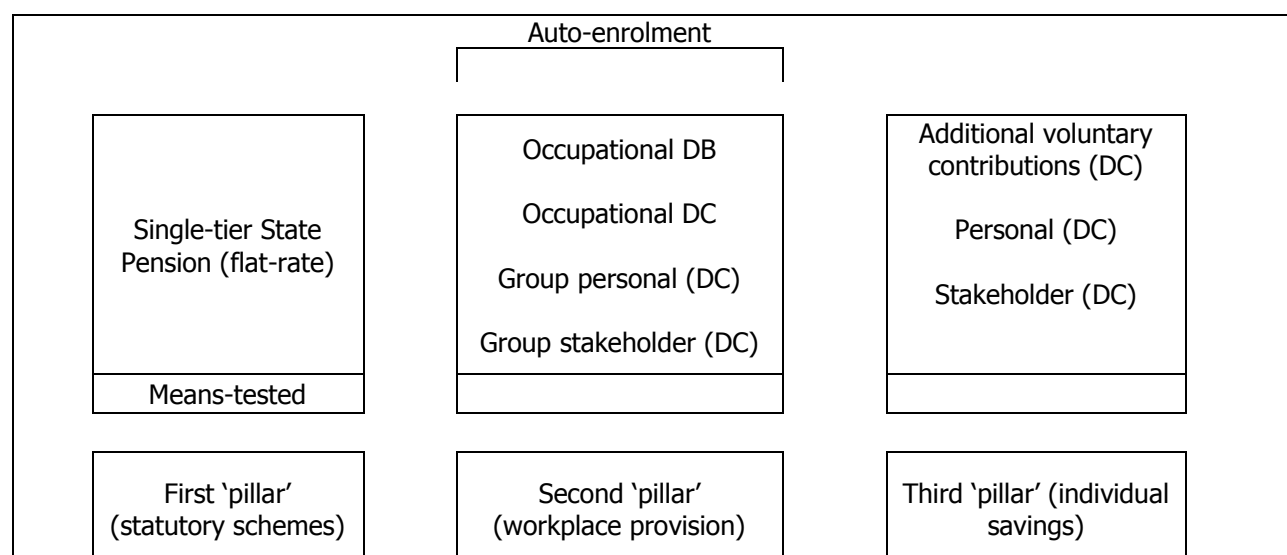 Auto-enrolment
Single-tier State
Pension (flat-rate)
Means-tested
Occupational DB
Occupational DC
Group personal (DC)
Group stakeholder (DC)
Additional voluntary
contributions (DC)
Personal (DC)
Stakeholder (DC)
First ‘pillar’
(statutory schemes)
Second ‘pillar’
(workplace provision)
Third ‘pillar’ (individual
savings)